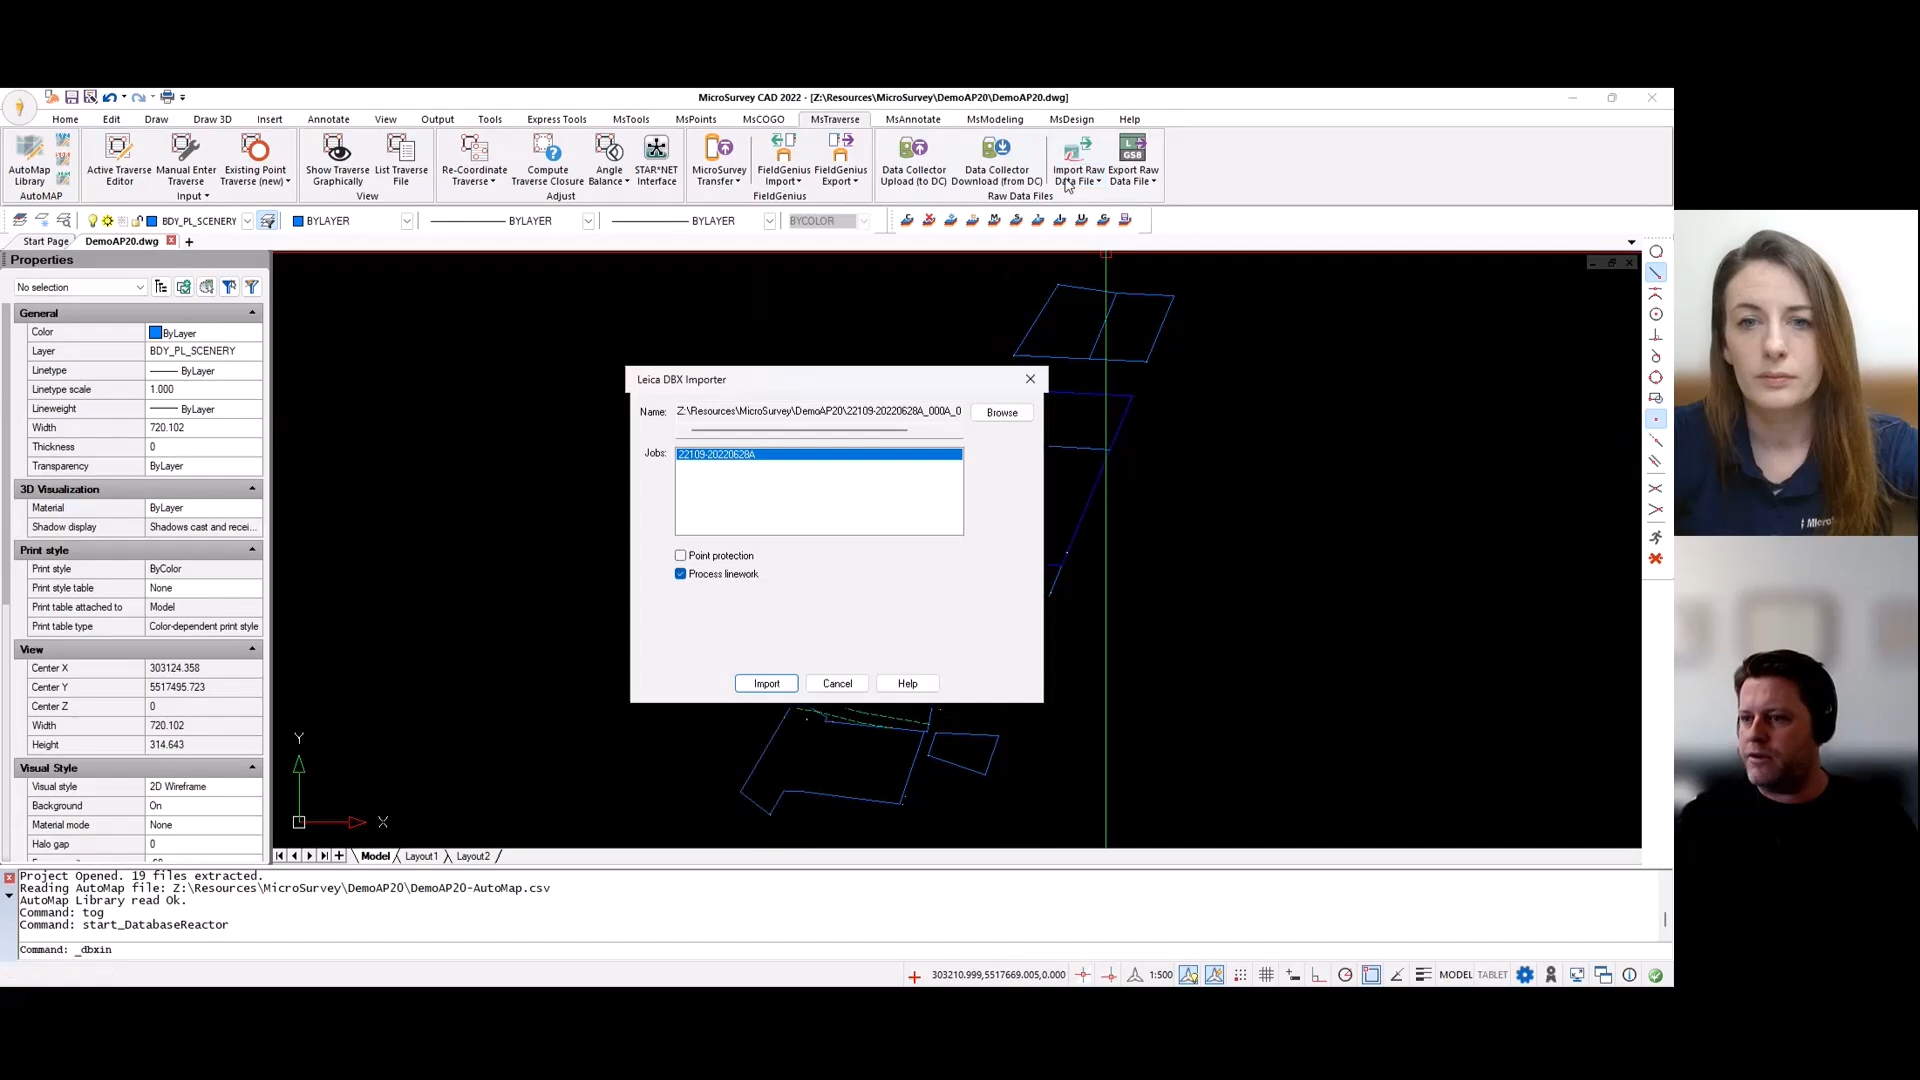 MicroSurvey CAD 2022 - [Z:\Resources\MicroSurvey\DemoAP20\DemoAP20.dwg]
Home Edit Draw Draw 3D Insert Annotate View Output Tools Express Tools MsTools MsPoints MsCOGO MsTraverse MsAnnotate MsModeling MsDesign Help
AutoMap Library
Active Traverse Editor
Manual Enter Traverse
Existing Point Traverse (new)
Show Traverse Graphically
List Traverse File
Re-Coordinate Traverse
Compute Traverse Closure
Angle Balance
STAR*NET Interface
MicroSurvey Transfer
FieldGenius Import
FieldGenius Export
Data Collector Upload (to DC)
Data Collector Download (from DC)
Import Raw Data File
GSB
Export Raw Data File
AutoMAP Input View Adjust FieldGenius Raw Data Files
BDY_PL_SCENERY BYLAYER BYLAYER BYLAYER BYCOLOR
Start Page DemoAP20.dwg
Properties
No selection
General
Color ByLayer
Layer BDY_PL_SCENERY
Linetype ByLayer
Linetype scale 1.000
Lineweight ByLayer
Width 720.102
Thickness 0
Transparency ByLayer
3D Visualization
Material ByLayer
Shadow display Shadows cast and recei...
Print style
Print style ByColor
Print style table None
Print table attached to Model
Print table type Color-dependent print style
View
Center X 303124.358
Center Y 5517495.723
Center Z 0
Width 720.102
Height 314.643
Visual Style
Visual style 2D Wireframe
Background On
Material mode None
Halo gap 0
Leica DBX Importer
Name: Z:\Resources\MicroSurvey\DemoAP20\22109-20220628A_000A_0 Browse
Jobs: 22109-20220628A
Point protection
Process linework
Import Cancel Help
Y
X
Model Layout1 Layout2
Project Opened. 19 files extracted.
Reading AutoMap file: Z:\Resources\MicroSurvey\DemoAP20\DemoAP20-AutoMap.csv
AutoMap Library read Ok.
Command: tog
Command: start_DatabaseReactor
Command: _dbxin
303210.999,5517669.005,0.000 1:500 MODEL TABLET